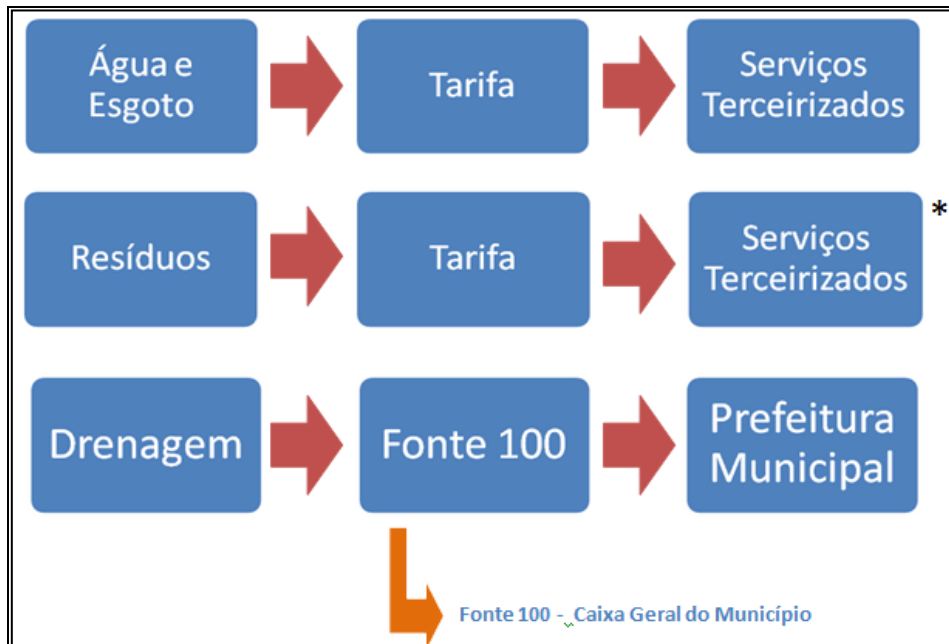 Água e
Esgoto
Tarifa
Serviços
Terceirizados
Resíduos
Tarifa
Serviços
Terceirizados
*
Drenagem
Fonte 100
Prefeitura
Municipal
Fonte 100 - Caixa Geral do Município